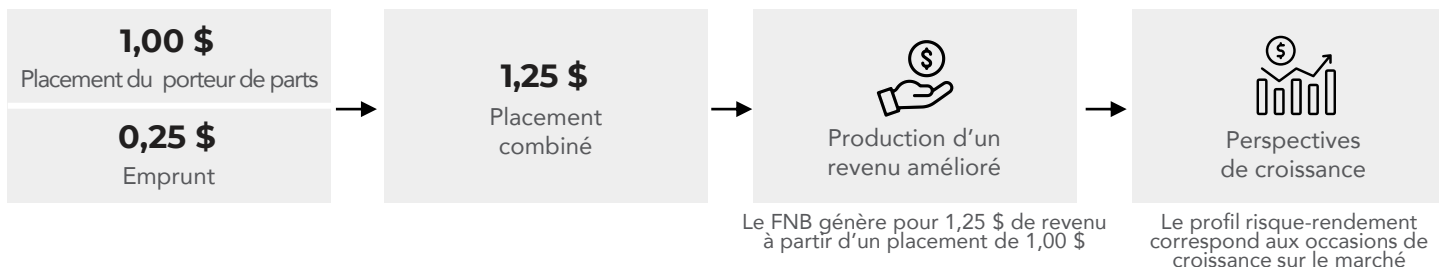 1,00 $
Placement du porteur de parts
0,25 $
Emprunt
1,25 $
Placement
combiné
$
Production d'un
revenu amélioré
Le FNB génère pour 1,25 $ de revenu
à partir d'un placement de 1,00 $
$
Perspectives
de croissance
Le profil risque-rendement
correspond aux occasions de
croissance sur le marché